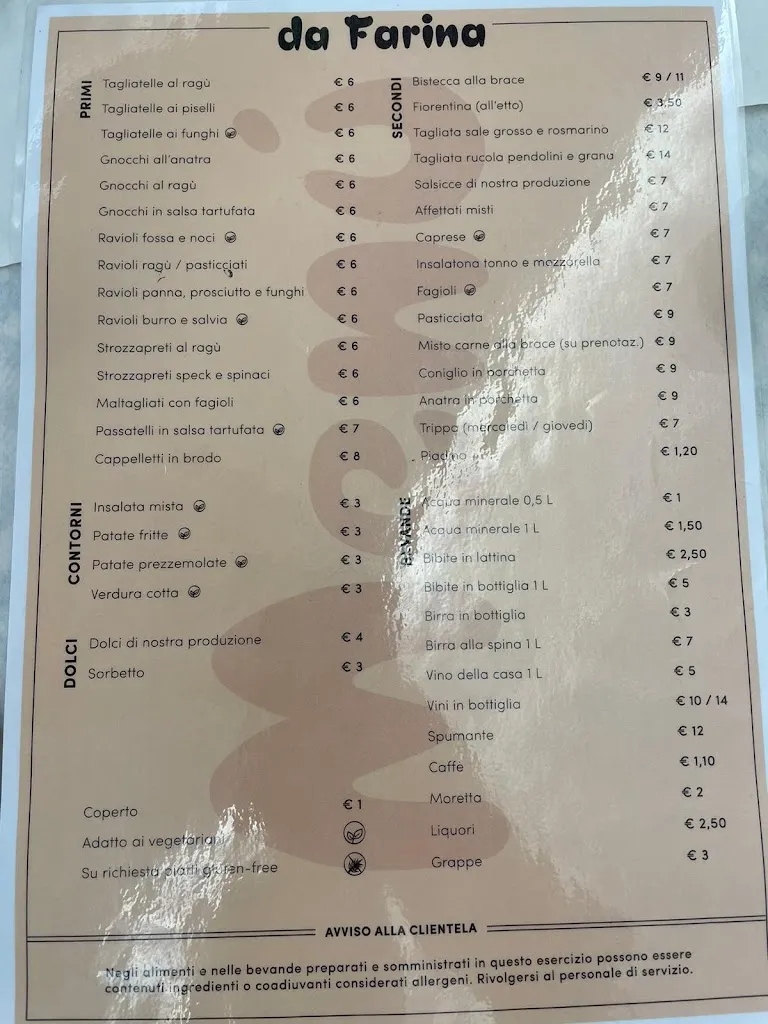 da Farina
PRIMI
Tagliatelle al ragù € 6
Tagliatelle ai piselli € 6
Tagliatelle ai funghi € 6
Gnocchi all'anatra € 6
Gnocchi al ragù € 6
Gnocchi in salsa tartufata € 6
Ravioli fossa e noci € 6
Ravioli ragù / pasticciati € 6
Ravioli panna, prosciutto e funghi € 6
Ravioli burro e salvia € 6
Strozzapreti al ragù € 6
Strozzapreti speck e spinaci € 6
Maltagliati con fagioli € 6
Passatelli in salsa tartufata € 7
Cappelletti in brodo € 8
CONTORNI
Insalata mista € 3
Patate fritte € 3
Patate prezzemolate € 3
Verdura cotta € 3
DOLCI
Dolci di nostra produzione € 4
Sorbetto € 3
Coperto € 1
Adatto ai vegetariani
Su richiesta piatti gluten-free
SECONDI
Bistecca alla brace € 9 / 11
Fiorentina (all'etto) € 3,50
Tagliata sale grosso e rosmarino € 12
Tagliata rucola pendolini e grana € 14
Salsicce di nostra produzione € 7
Affettati misti € 7
Caprese € 7
Insalatona tonno e mozzarella € 7
Fagioli € 7
Pasticciata € 9
Misto carne alla brace (su prenotaz.) € 9
Coniglio in porchetta € 9
Anatra in porchetta € 9
Trippa (mercoledì / giovedì) € 7
Piadina € 1,20
BEVANDE
Acqua minerale 0,5 L € 1
Acqua minerale 1 L € 1,50
Bibite in lattina € 2,50
Bibite in bottiglia 1 L € 5
Birra in bottiglia € 3
Birra alla spina 1 L € 7
Vino della casa 1 L € 5
Vini in bottiglia € 10 / 14
Spumante € 12
Caffè € 1,10
Moretta € 2
Liquori € 2,50
Grappe € 3
Menù
AVVISO ALLA CLIENTELA
Negli alimenti e nelle bevande preparati e somministrati in questo esercizio possono essere
contenuti ingredienti o coadiuvanti considerati allergeni. Rivolgersi al personale di servizio.